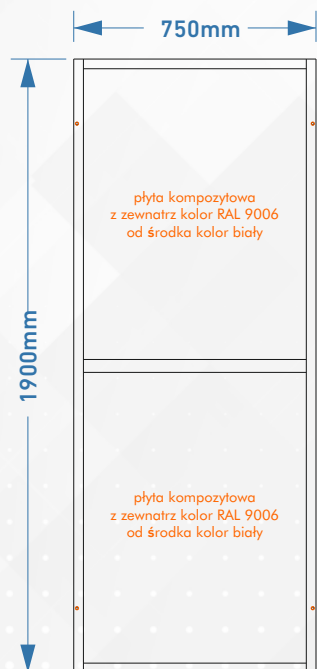 750mm
płyta kompozytowa
z zewnatrz kolor RAL 9006
od środka kolor biały
1900mm
płyta kompozytowa
z zewnatrz kolor RAL 9006
od środka kolor biały